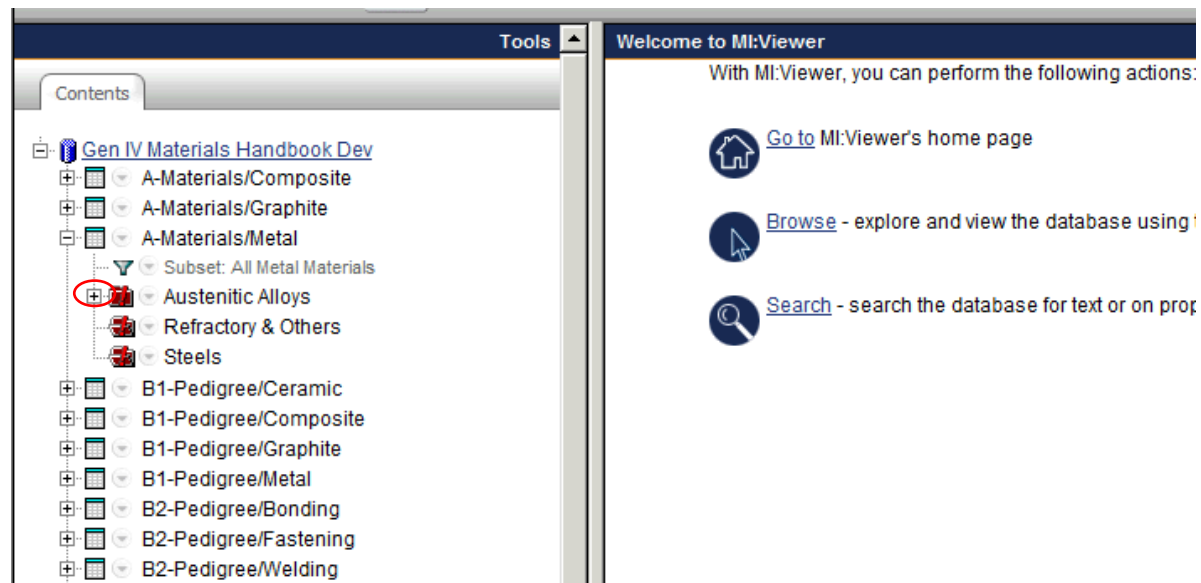 Tools
Contents
Gen IV Materials Handbook Dev
A-Materials/Composite
A-Materials/Graphite
A-Materials/Metal
Subset: All Metal Materials
Austenitic Alloys
Refractory & Others
Steels
B1-Pedigree/Ceramic
B1-Pedigree/Composite
B1-Pedigree/Graphite
B1-Pedigree/Metal
B2-Pedigree/Bonding
B2-Pedigree/Fastening
B2-Pedigree/Welding
Welcome to MI:Viewer
With MI:Viewer, you can perform the following actions:
Go to MI:Viewer's home page
Browse - explore and view the database using
Search - search the database for text or on